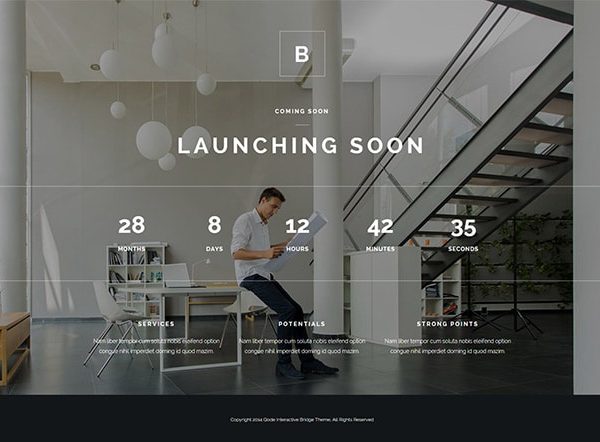 B
COMING SOON
LAUNCHING SOON
28 8 12 42 35
MONTHS DAYS HOURS MINUTES SECONDS
SERVICES POTENTIALS STRONG POINTS
Nam liber tempor cum soluta nobis eleifend option Nam liber tempor cum soluta nobis eleifend option Nam liber tempor cum soluta nobis eleifend option
congue nihil imperdiet doming id quod mazim. congue nihil imperdiet doming id quod mazim. congue nihil imperdiet doming id quod mazim.
Copyright 2014 Qode Interactive Bridge Theme. All Rights Reserved